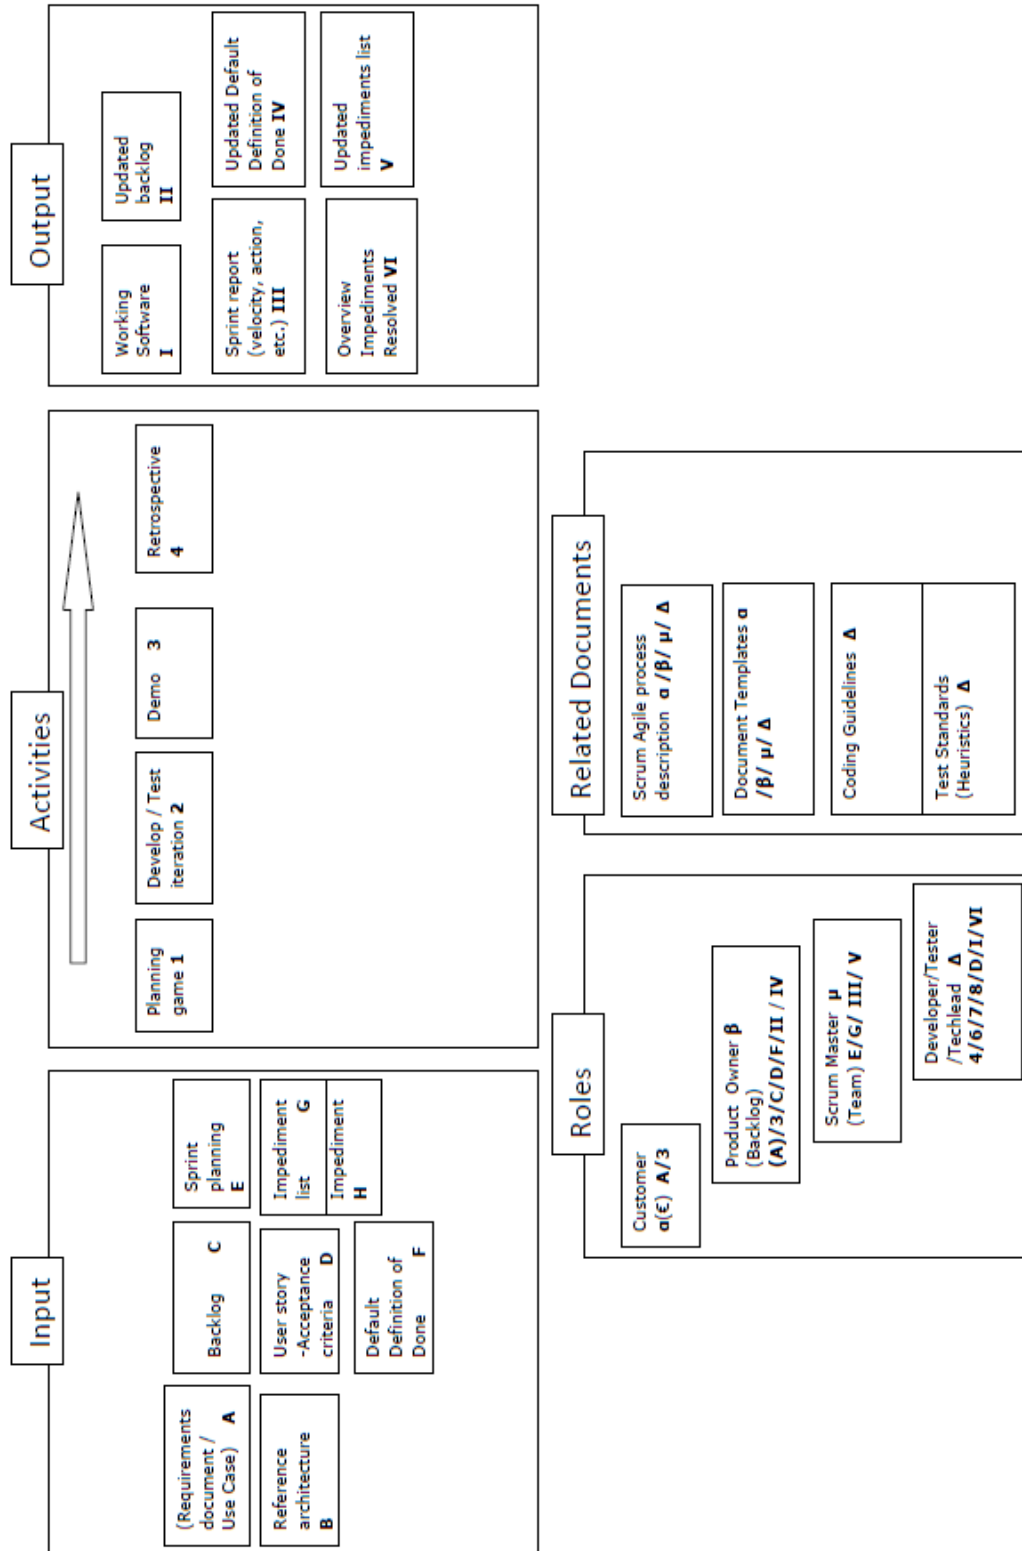 Input
(Requirements
document /
Use Case) A
Backlog C
Sprint
planning
E
Reference
architecture
B
User story
-Acceptance
criteria D
Impediment
list G
Impediment
H
Default
Definition of
Done F
Activities
Planning
game 1
Develop / Test
iteration 2
Demo 3
Retrospective
4
Output
Working
Software
I
Updated
backlog
II
Sprint report
(velocity, action,
etc.) III
Updated Default
Definition of
Done IV
Overview
Impediments
Resolved VI
Updated
impediments list
V
Roles
Customer
α(€) A/3
Product Owner β
(Backlog)
(A)/3/C/D/F/II / IV
Scrum Master μ
(Team) E/G/ III/ V
Developer/Tester
/Techlead Δ
4/6/7/8/D/I/VI
Related Documents
Scrum Agile process
description α /β/ μ/ Δ
Document Templates α
/β/ μ/ Δ
Coding Guidelines Δ
Test Standards
(Heuristics) Δ